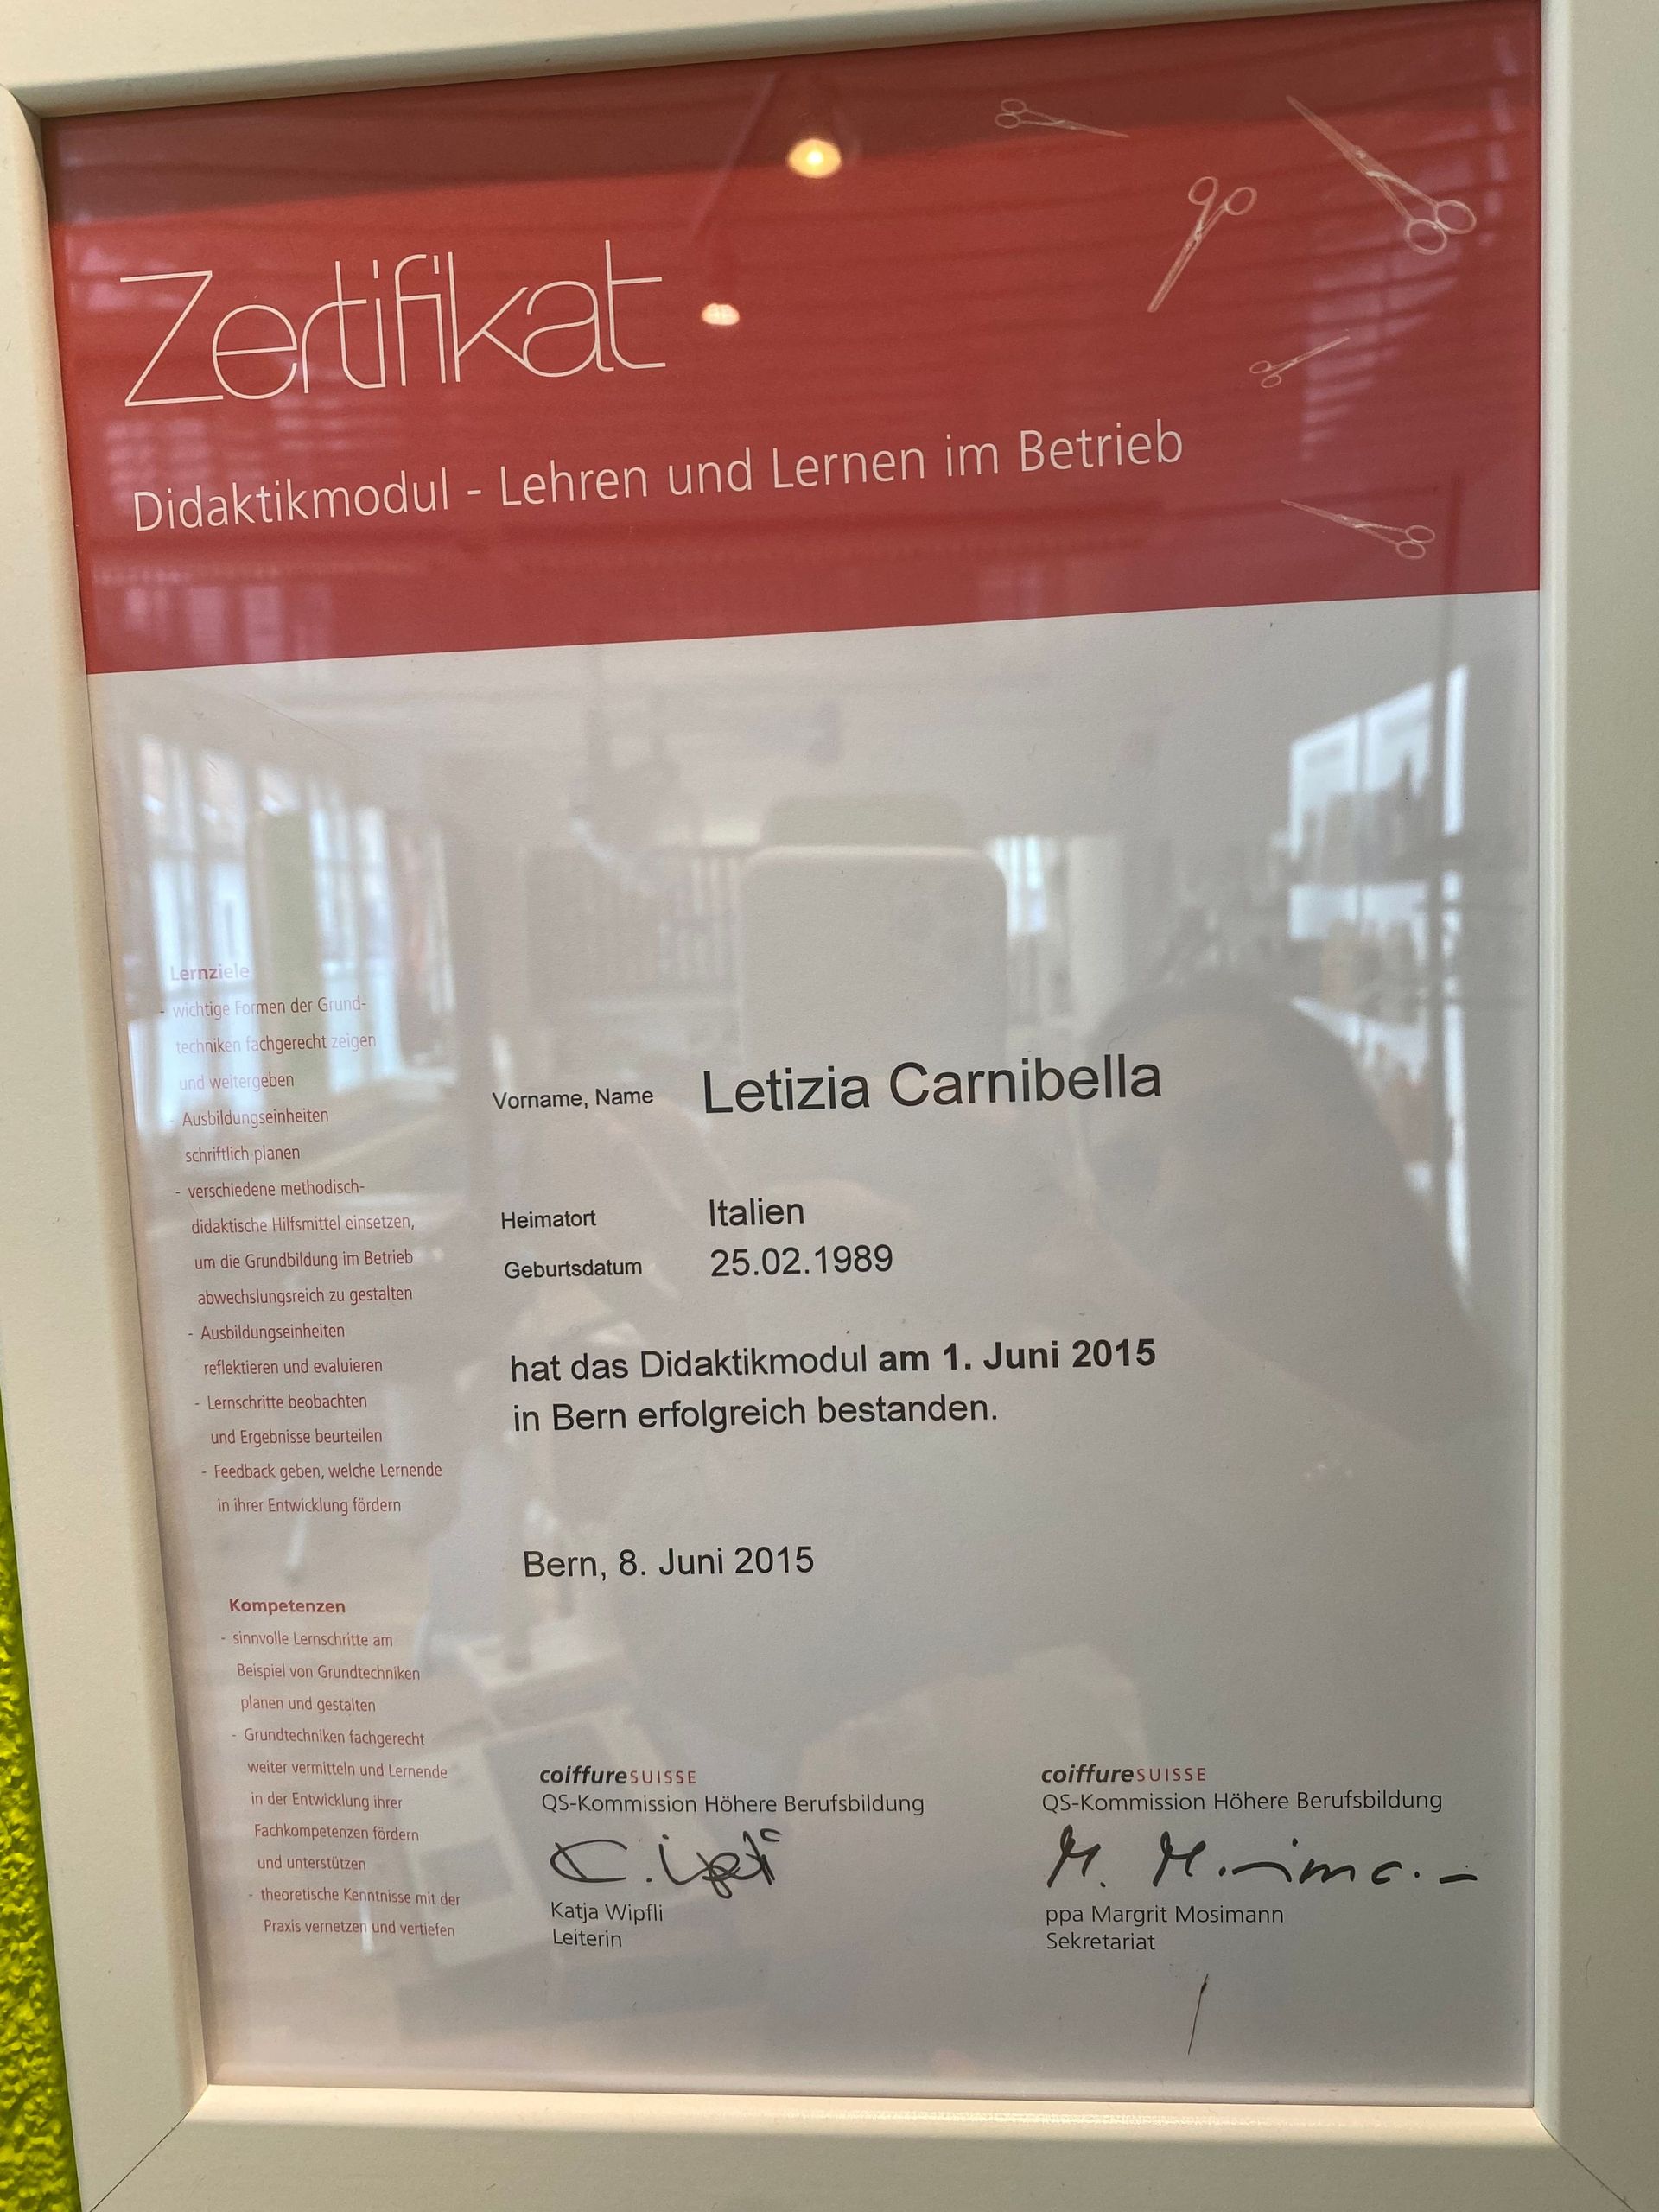 Zertifikat
Didaktikmodul - Lehren und Lernen im Betrieb
Lernziele
- wichtige Formen der Grund-
techniken fachgerecht zeigen
und weitergeben
- Ausbildungseinheiten
schriftlich planen
- verschiedene methodisch-
didaktische Hilfsmittel einsetzen,
um die Grundbildung im Betrieb
abwechslungsreich zu gestalten
- Ausbildungseinheiten
reflektieren und evaluieren
- Lernschritte beobachten
und Ergebnisse beurteilen
- Feedback geben, welche Lernende
in ihrer Entwicklung fördern
Kompetenzen
- sinnvolle Lernschritte am
Beispiel von Grundtechniken
planen und gestalten
- Grundtechniken fachgerecht
weiter vermitteln und Lernende
in der Entwicklung ihrer
Fachkompetenzen fördern
und unterstützen
- theoretische Kenntnisse mit der
Praxis vernetzen und vertiefen
Vorname, Name Letizia Carnibella
Heimatort Italien
Geburtsdatum 25.02.1989
hat das Didaktikmodul am 1. Juni 2015
in Bern erfolgreich bestanden.
Bern, 8. Juni 2015
coiffureSUISSE
QS-Kommission Höhere Berufsbildung
Katja Wipfli
Leiterin
coiffureSUISSE
QS-Kommission Höhere Berufsbildung
ppa Margrit Mosimann
Sekretariat